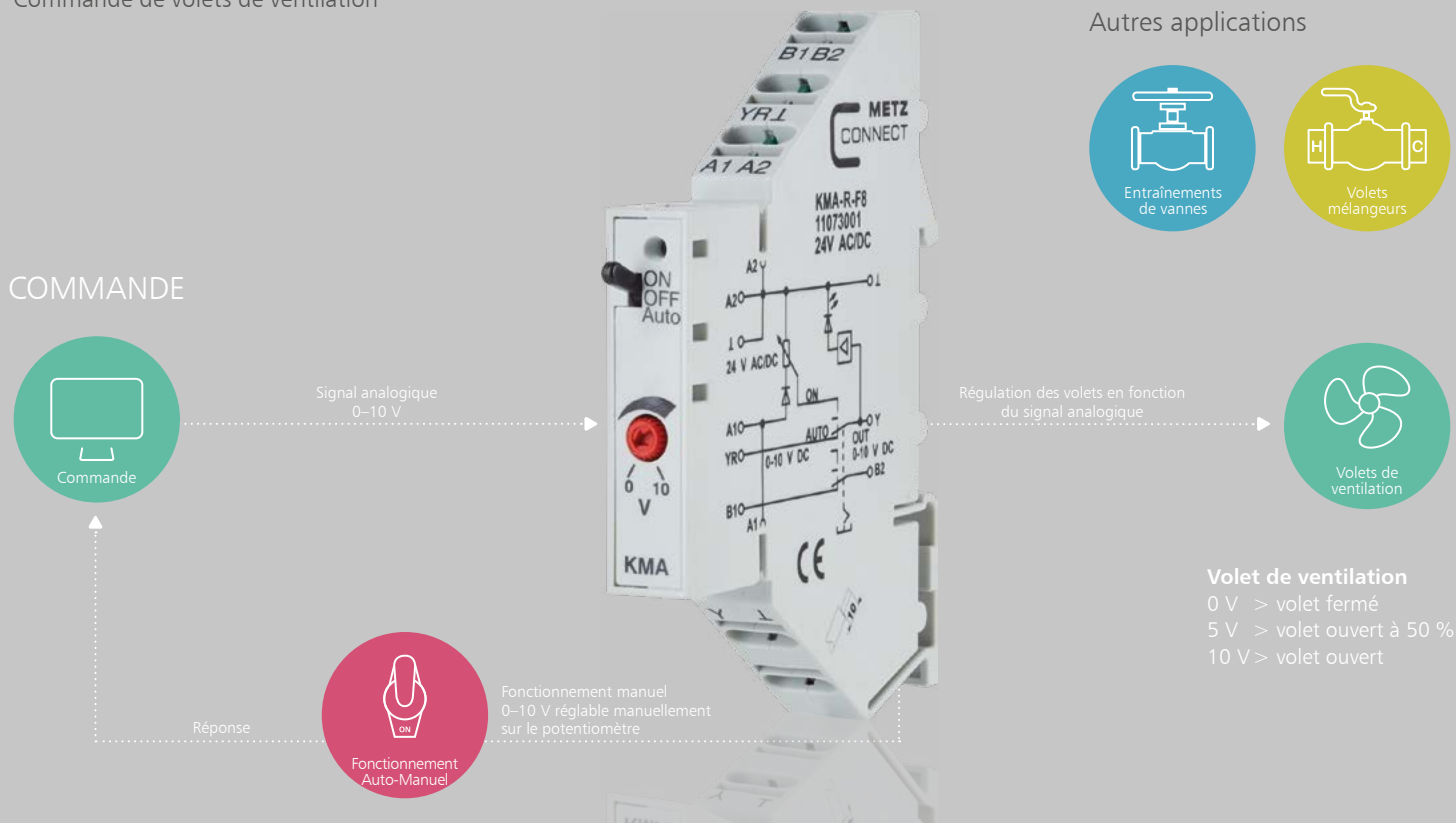 Commande de volets de ventilation
Autres applications
Entraînements
de vannes
H
C
Volets
mélangeurs
COMMANDE
Commande
Signal analogique
0–10 V
B1 B2
YR⊥
A1 A2
METZ
CONNECT
KMA-R-F8
11073001
24V AC/DC
ON
OFF
Auto
0 10
V
KMA
A2
A2
⊥
⊥
24 V AC/DC
ON
A1
AUTO
Y
YR
0-10 V DC
OUT
0-10 V DC
B2
B1
A1
CE
10
Y ⊥
Régulation des volets en fonction
du signal analogique
Volets de
ventilation
Volet de ventilation
0 V > volet fermé
5 V > volet ouvert à 50 %
10 V > volet ouvert
Réponse
ON
Fonctionnement
Auto-Manuel
Fonctionnement manuel
0–10 V réglable manuellement
sur le potentiomètre